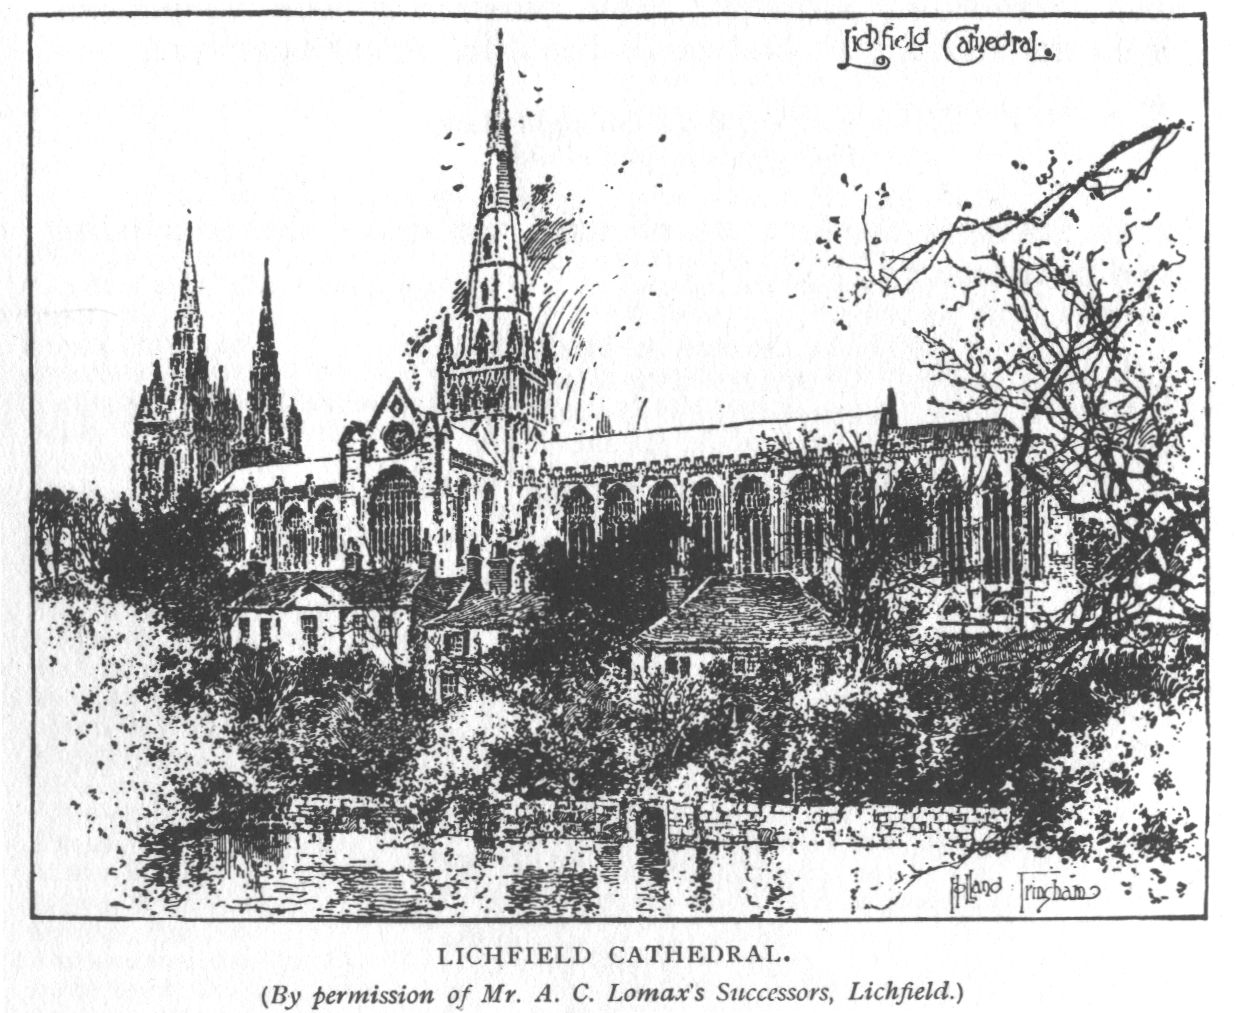 Lichfield Cathedral.
Holland Tringham
LICHFIELD CATHEDRAL.
(By permission of Mr. A. C. Lomax's Successors, Lichfield.)